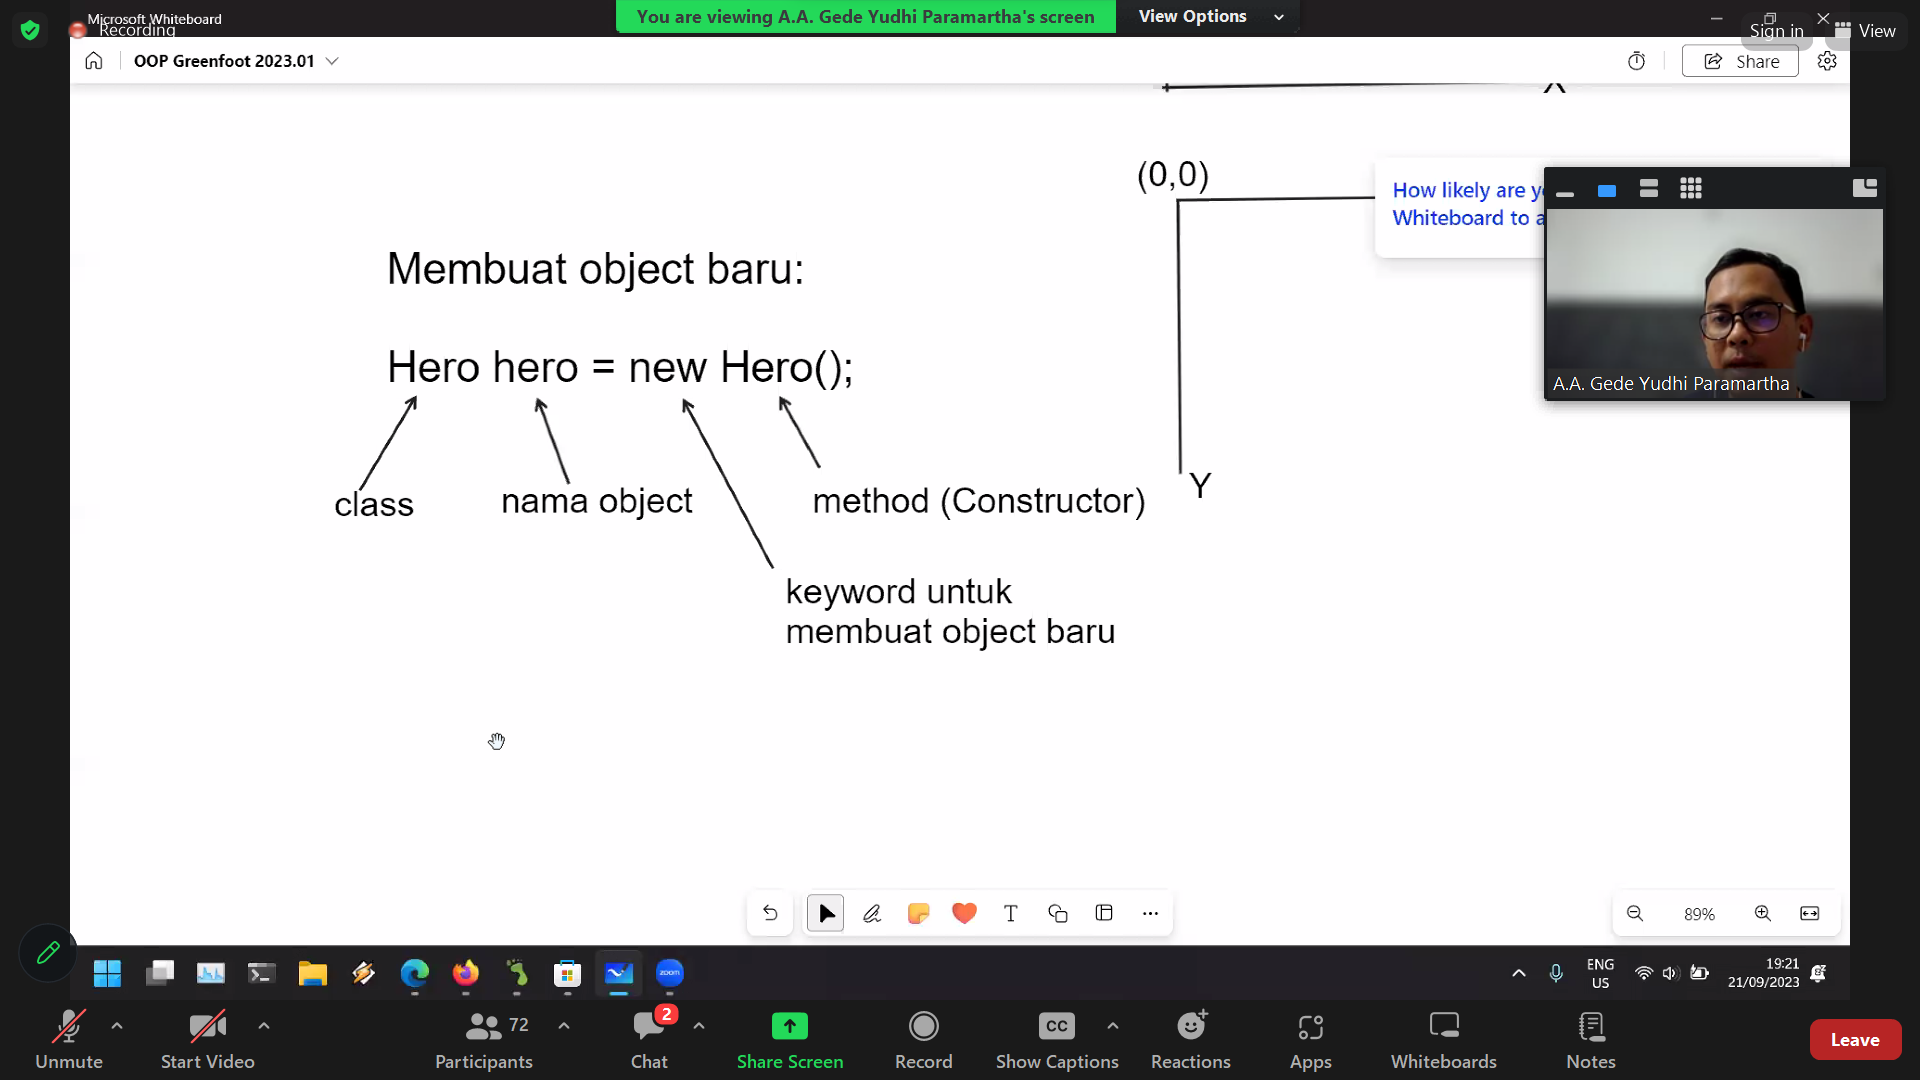 Microsoft Whiteboard
Recording
You are viewing A.A. Gede Yudhi Paramartha's screen
View Options
Sign in
View
OOP Greenfoot 2023.01
Share
X
(0,0)
How likely are
Whiteboard to
Membuat object baru:
Hero hero = new Hero();
A.A. Gede Yudhi Paramartha
class
nama object
method (Constructor)
Y
keyword untuk
membuat object baru
T
89%
zoom
ENG
US
19:21
21/09/2023
Unmute
Start Video
72
Participants
2
Chat
Share Screen
Record
CC
Show Captions
Reactions
Apps
Whiteboards
Notes
Leave